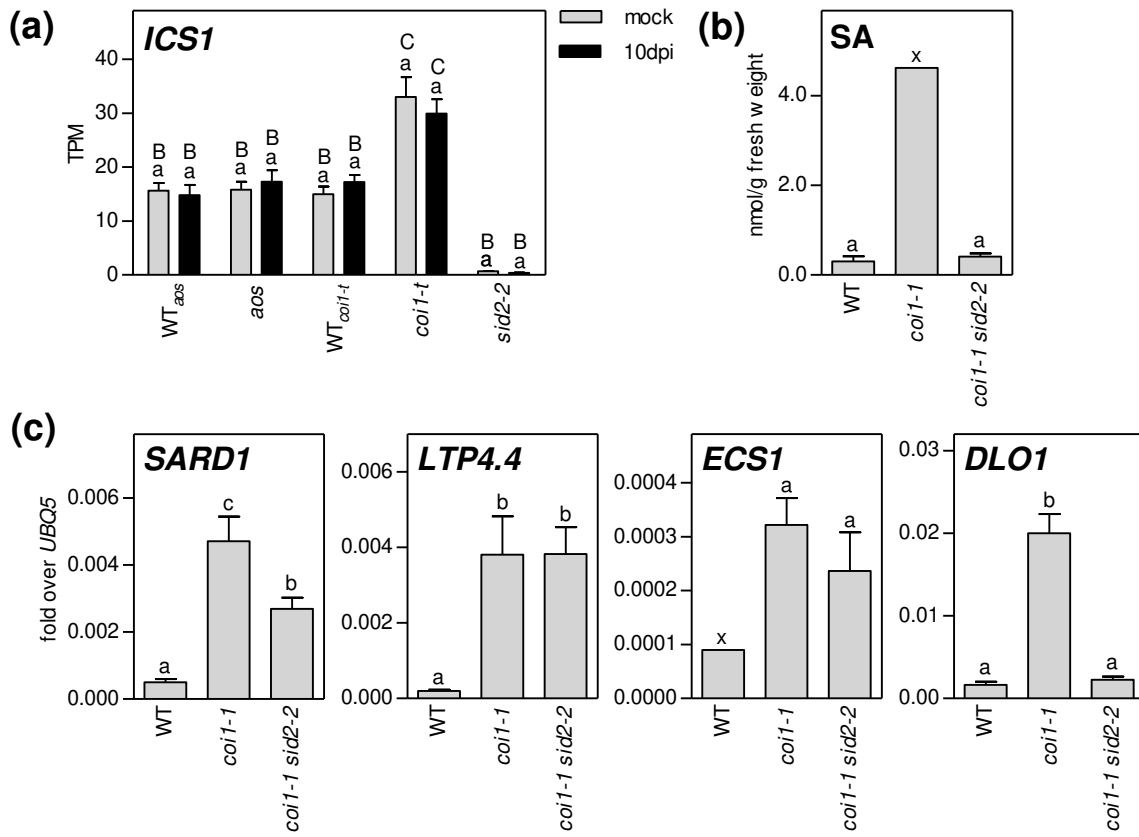 (a)
ICS1
mock
10dpi
TPM
40
30
20
10
0
B B B B B B C C B B
a a a a a a a a a a
WTaos
aos
WTcoi1-t
coi1-t
sid2-2
(b)
SA
nmol/g fresh w eight
4.0
2.0
0.0
a x a
WT
coi1-1
coi1-1 sid2-2
(c)
fold over UBQ5
SARD1
0.006
0.004
0.002
0.000
a c b
WT
coi1-1
coi1-1 sid2-2
LTP4.4
0.006
0.004
0.002
0.000
a b b
WT
coi1-1
coi1-1 sid2-2
ECS1
0.0004
0.0003
0.0002
0.0001
0.0000
x a a
WT
coi1-1
coi1-1 sid2-2
DLO1
0.03
0.02
0.01
0.00
a b a
WT
coi1-1
coi1-1 sid2-2